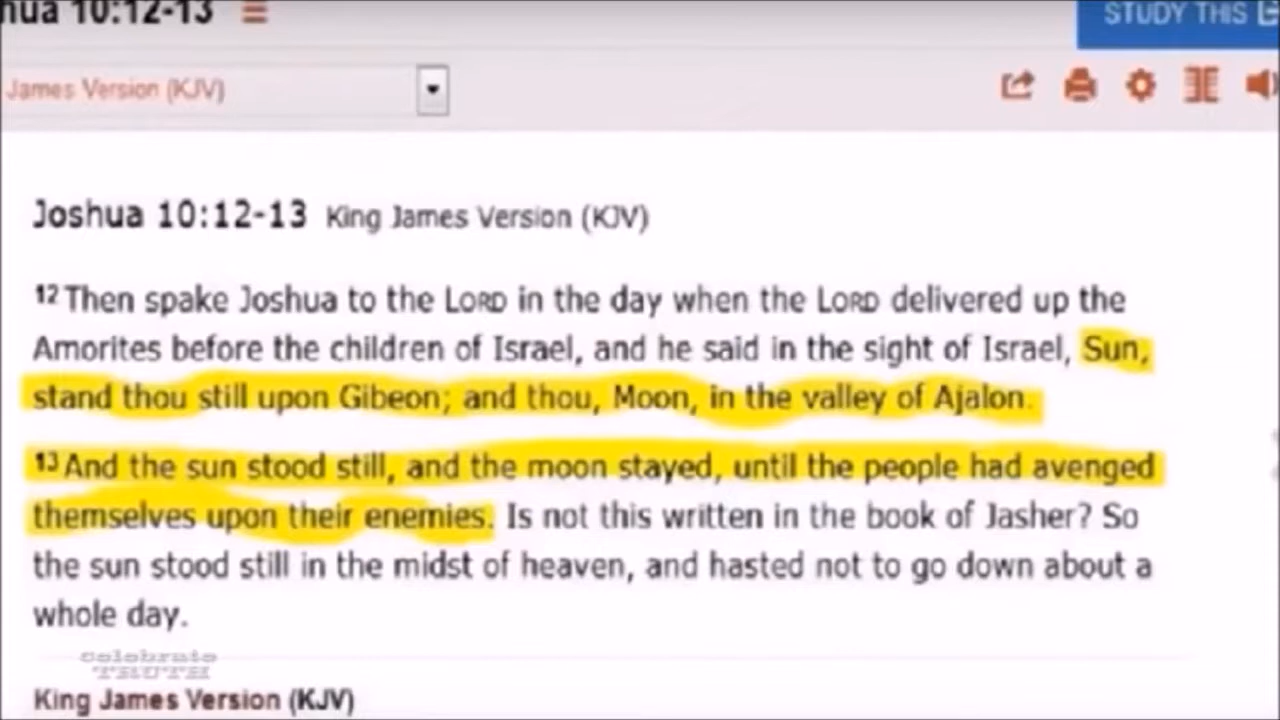 hua 10:12-13
STUDY THIS
James Version (KJV)
Joshua 10:12-13 King James Version (KJV)
12 Then spake Joshua to the LORD in the day when the LORD delivered up the
Amorites before the children of Israel, and he said in the sight of Israel, Sun,
stand thou still upon Gibeon; and thou, Moon, in the valley of Ajalon.
13 And the sun stood still, and the moon stayed, until the people had avenged
themselves upon their enemies. Is not this written in the book of Jasher? So
the sun stood still in the midst of heaven, and hasted not to go down about a
whole day.
Celebrate
TRUTH
King James Version (KJV)